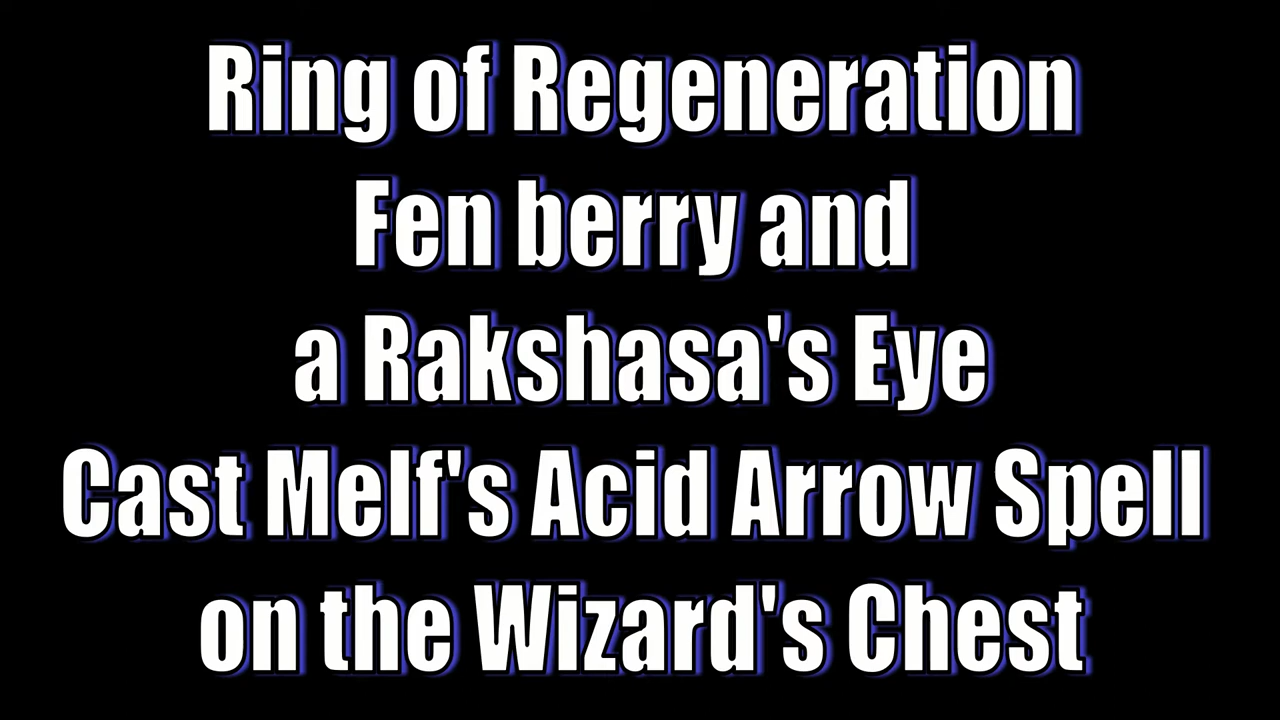 Ring of Regeneration
Fen berry and
a Rakshasa's Eye
Cast Melf's Acid Arrow Spell
on the Wizard's Chest